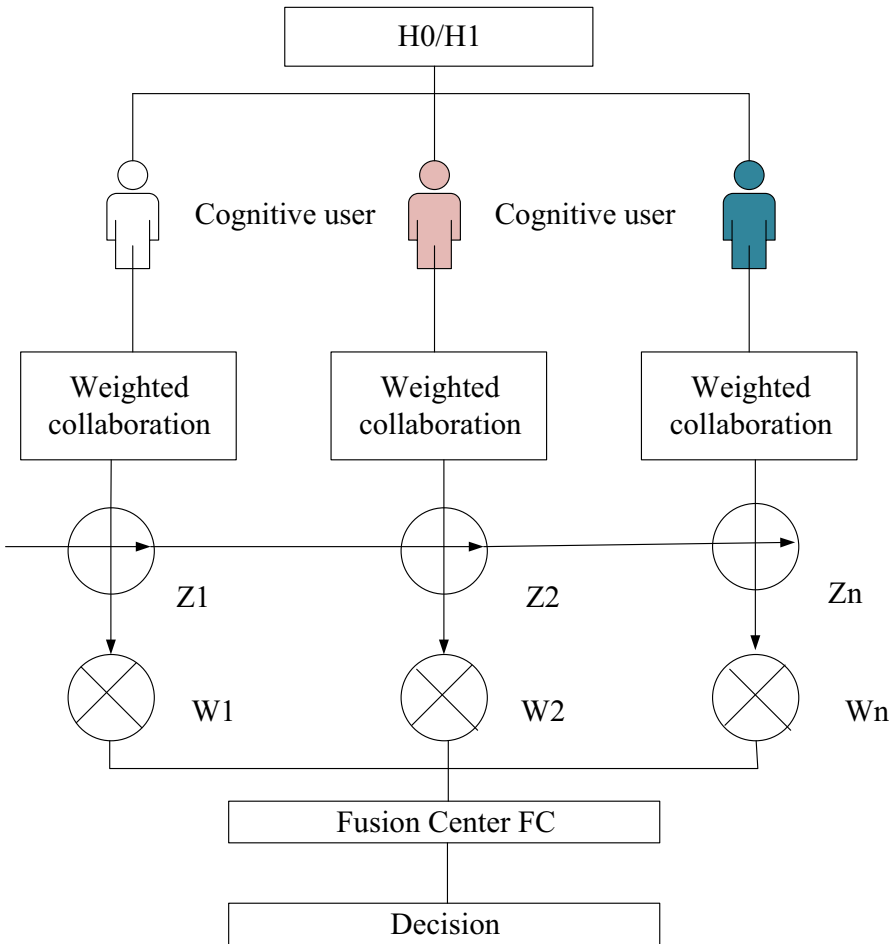 H0/H1
Cognitive user
Cognitive user
Weighted
collaboration
Weighted
collaboration
Weighted
collaboration
Z1
Z2
Zn
W1
W2
Wn
Fusion Center FC
Decision